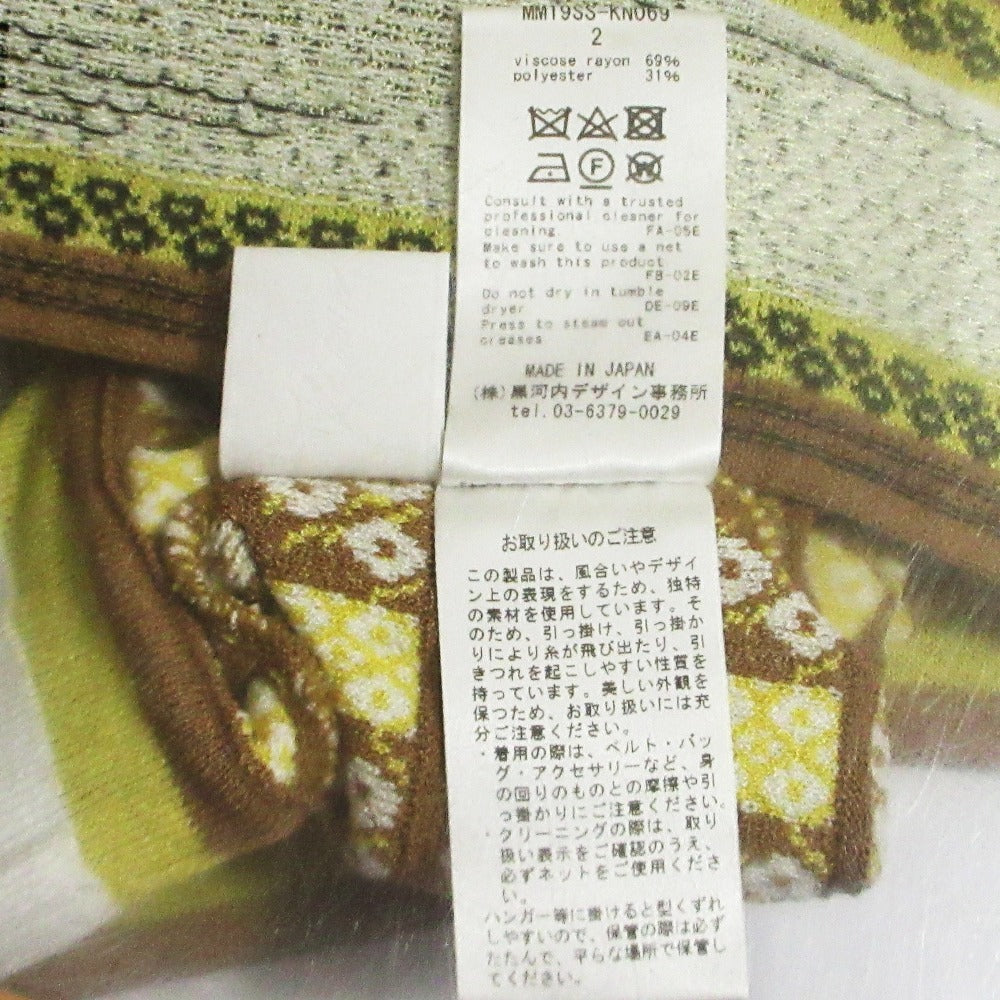 MM19SS-KN069
2
viscose rayon 69%
polyester 31%
F
W
Consult with a trusted
professional cleaner for
cleaning. FA-05E
Make sure to use a net
to wash this product
FB-02E
Do not dry in tumble
dryer DE-09E
Press to steam out
creases EA-04E
MADE IN JAPAN
(株)黒河内デザイン事務所
tel.03-6379-0029
お取り扱いのご注意
この製品は、風合いやデザイ
ン上の表現をするため、独特
の素材を使用しています。そ
のため、引っ掛け、引っ掛か
りにより糸が飛び出たり、引
きつれを起こしやすい性質を
持っています。美しい外観を
保つため、お取り扱いには充
分ご注意ください。
・着用の際は、ベルト・バッ
グ・アクセサリーなど、身
の回りのものとの摩擦や引
っ掛かりにご注意ください。
・クリーニングの際は、取り
扱い表示をご確認のうえ、
必ずネットをご使用くださ
い。
ハンガー等に掛けると型くずれ
しやすいので、保管の際は必ず
たたんで、平らな場所で保管し
てください。